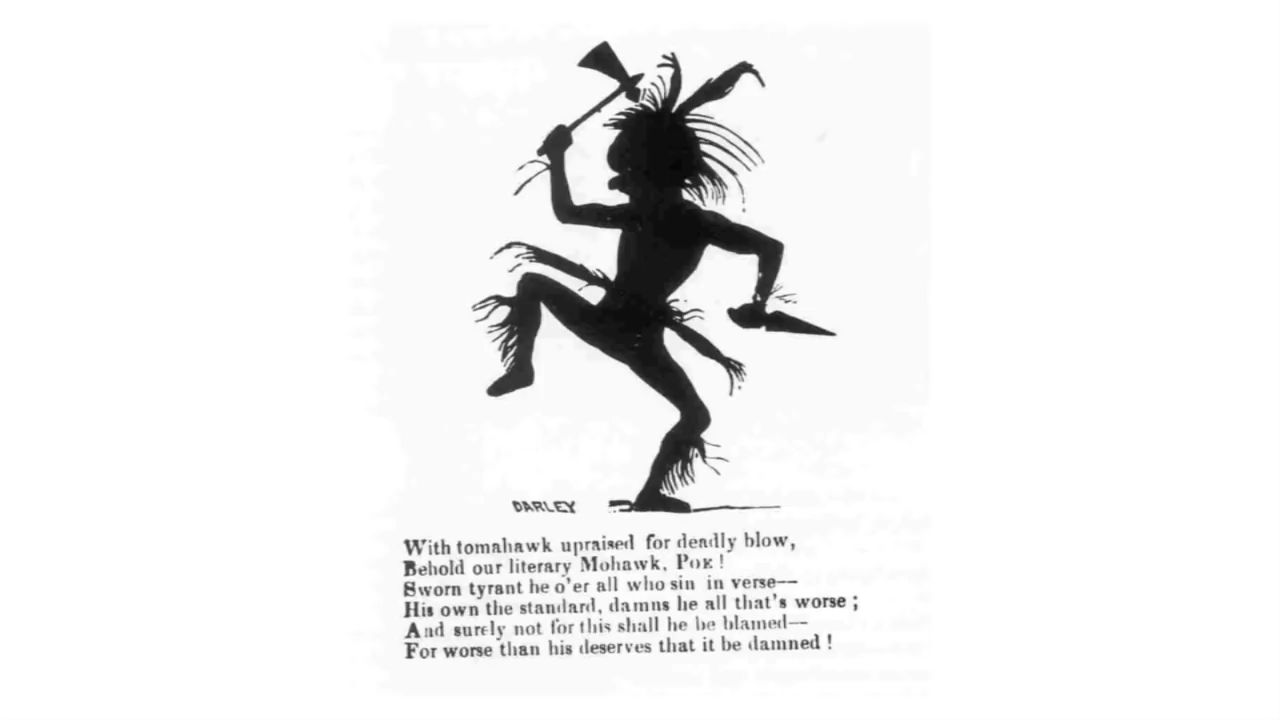 DARLEY
With tomahawk upraised for deadly blow,
Behold our literary Mohawk, POE !
Sworn tyrant he o'er all who sin in verse--
His own the standard, damns he all that's worse ;
And surely not for this shall he be blamed--
For worse than his deserves that it be damned !